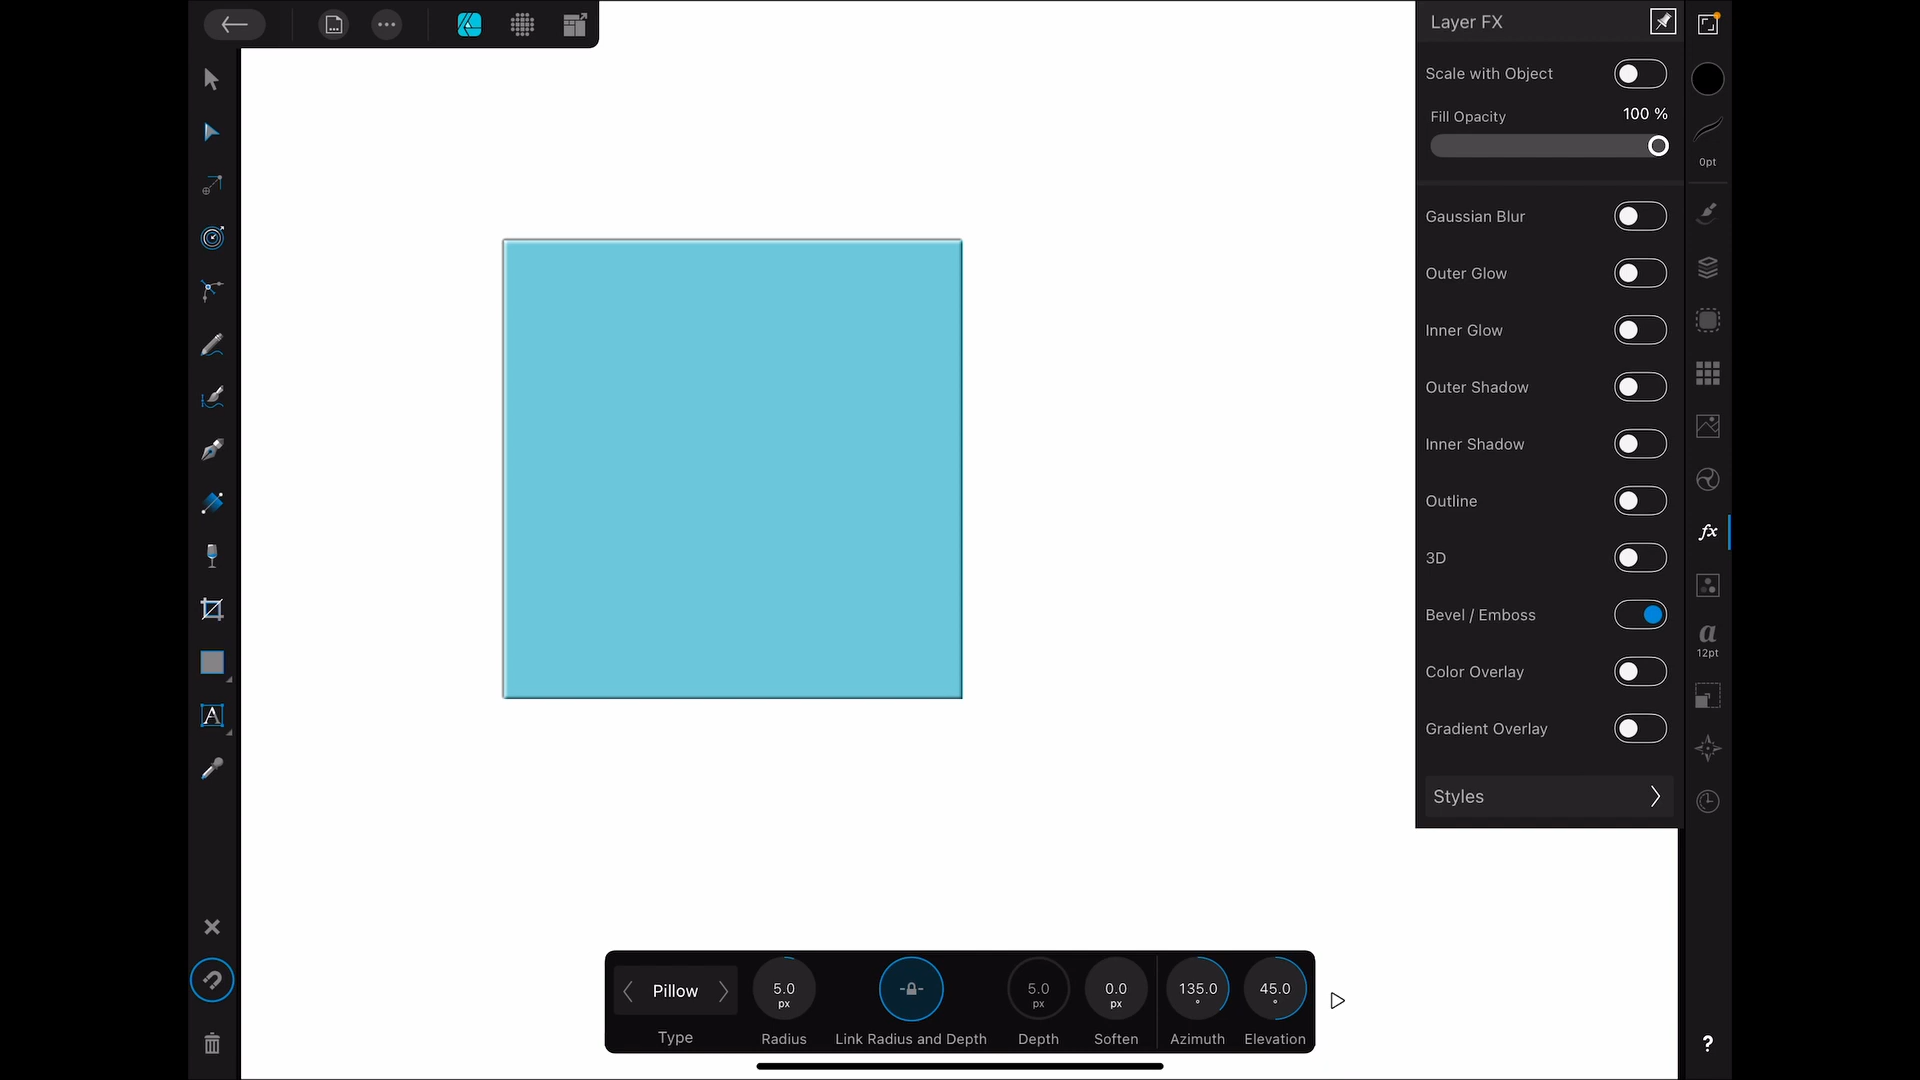 Layer FX
Scale with Object
Fill Opacity 100 %
0pt
Gaussian Blur
Outer Glow
Inner Glow
Outer Shadow
Inner Shadow
Outline
fx
3D
Bevel / Emboss
a
12pt
Color Overlay
Gradient Overlay
A
Styles
Pillow
Type
5.0 px
Radius
Link Radius and Depth
5.0 px
Depth
0.0 px
Soften
135.0 °
Azimuth
45.0 °
Elevation
?